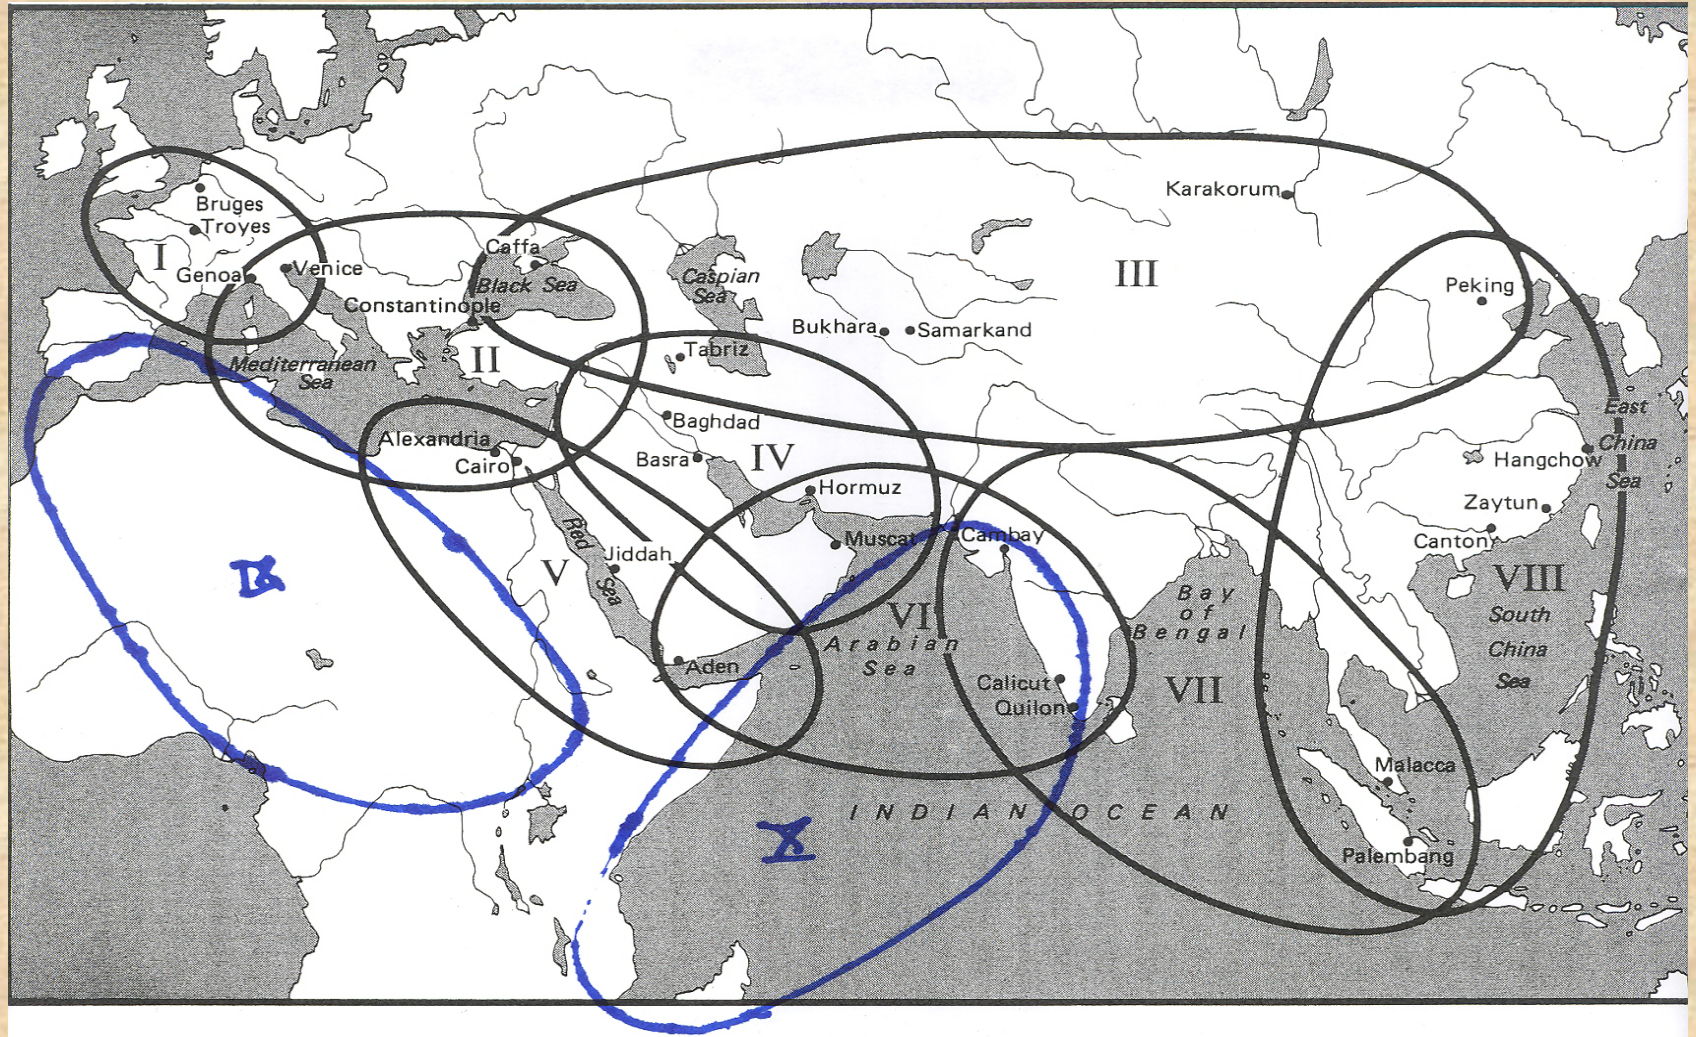 Karakorum
Bruges
Troyes
I
Genoa
Venice
Caffa
Black Sea
Constantinople
Caspian
Sea
III
Peking
Bukhara
Samarkand
Mediterranean
Sea
II
Tabriz
Baghdad
Alexandria
Cairo
Basra
IV
Hormuz
East
China
Sea
Hangchow
Zaytun
Canton
Muscat
Cambay
Red
Sea
Jiddah
V
IX
VIII
South
China
Sea
Bay
of
Bengal
VI
Arabian
Sea
Aden
Calicut
Quilon
VII
Malacca
INDIAN OCEAN
X
Palembang